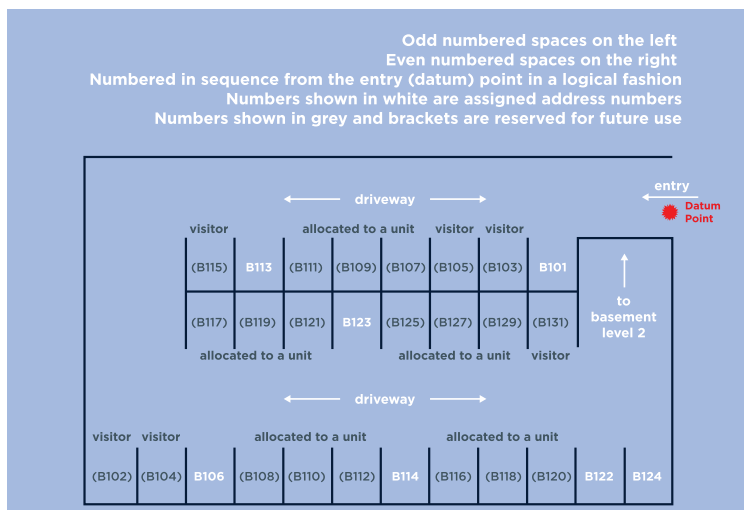 Odd numbered spaces on the left
Even numbered spaces on the right
Numbered in sequence from the entry (datum) point in a logical fashion
Numbers shown in white are assigned address numbers
Numbers shown in grey and brackets are reserved for future use
entry
driveway
Datum
Point
visitor allocated to a unit visitor visitor
(B115) B113 (B111) (B109) (B107) (B105) (B103) B101
to
basement
level 2
(B117) (B119) (B121) B123 (B125) (B127) (B129) (B131)
allocated to a unit allocated to a unit visitor
driveway
visitor visitor allocated to a unit allocated to a unit
(B102) (B104) B106 (B108) (B110) (B112) B114 (B116) (B118) (B120) B122 B124